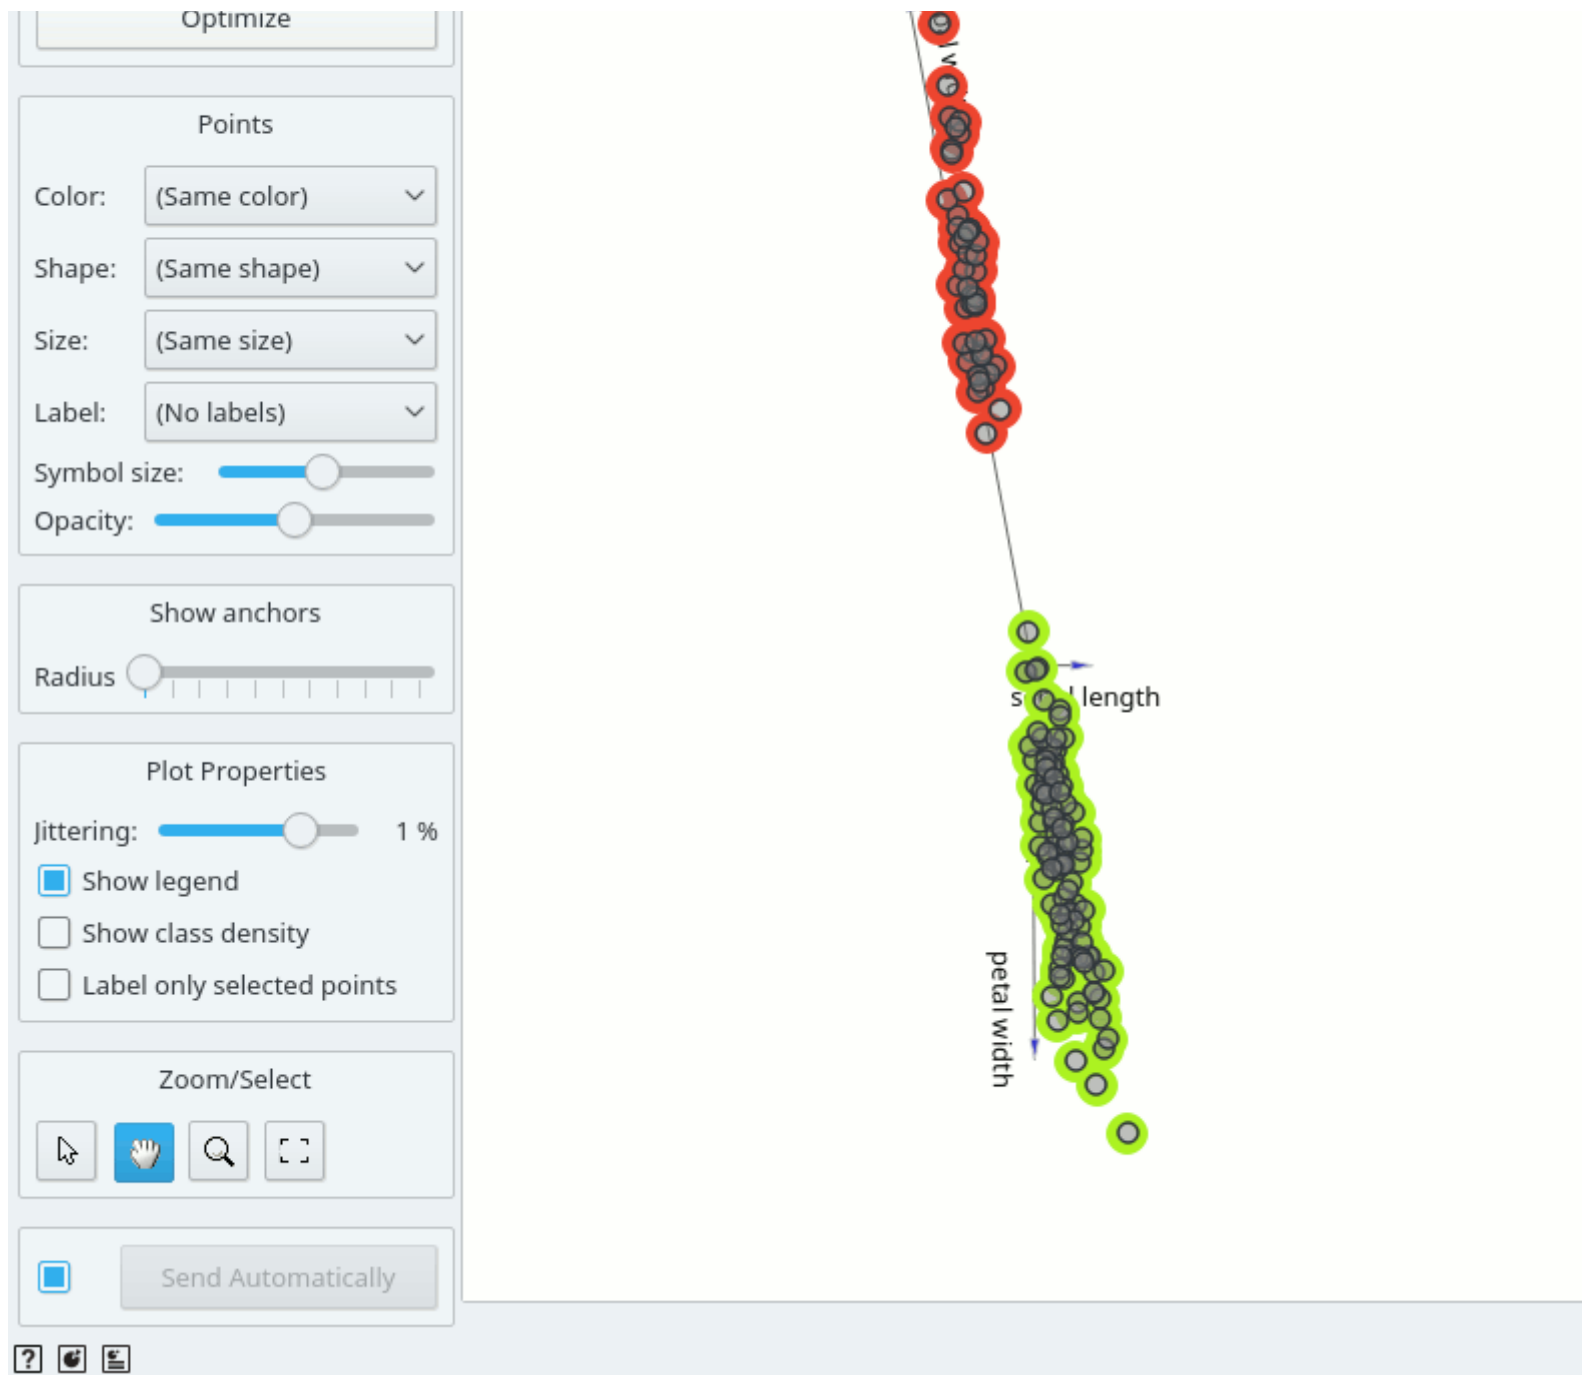 Optimize
Points
Color: (Same color)
Shape: (Same shape)
Size: (Same size)
Label: (No labels)
Symbol size:
Opacity:
Show anchors
Radius
Plot Properties
Jittering: 1 %
Show legend
Show class density
Label only selected points
Zoom/Select
Send Automatically
length
petal width